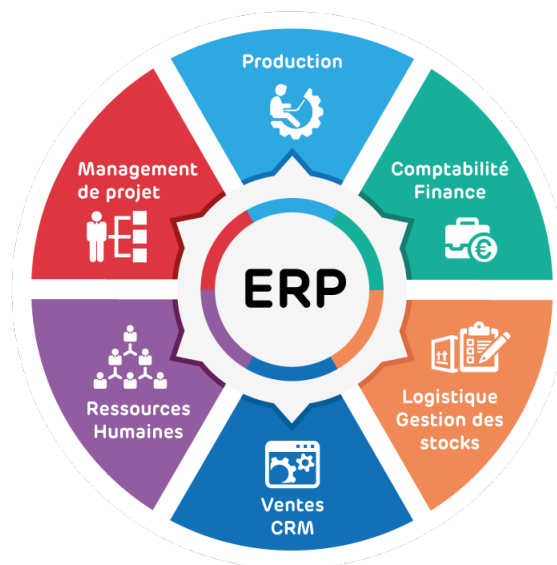 Production
Comptabilité
Finance
Logistique
Gestion des
stocks
Ventes
CRM
Ressources
Humaines
Management
de projet
ERP
€